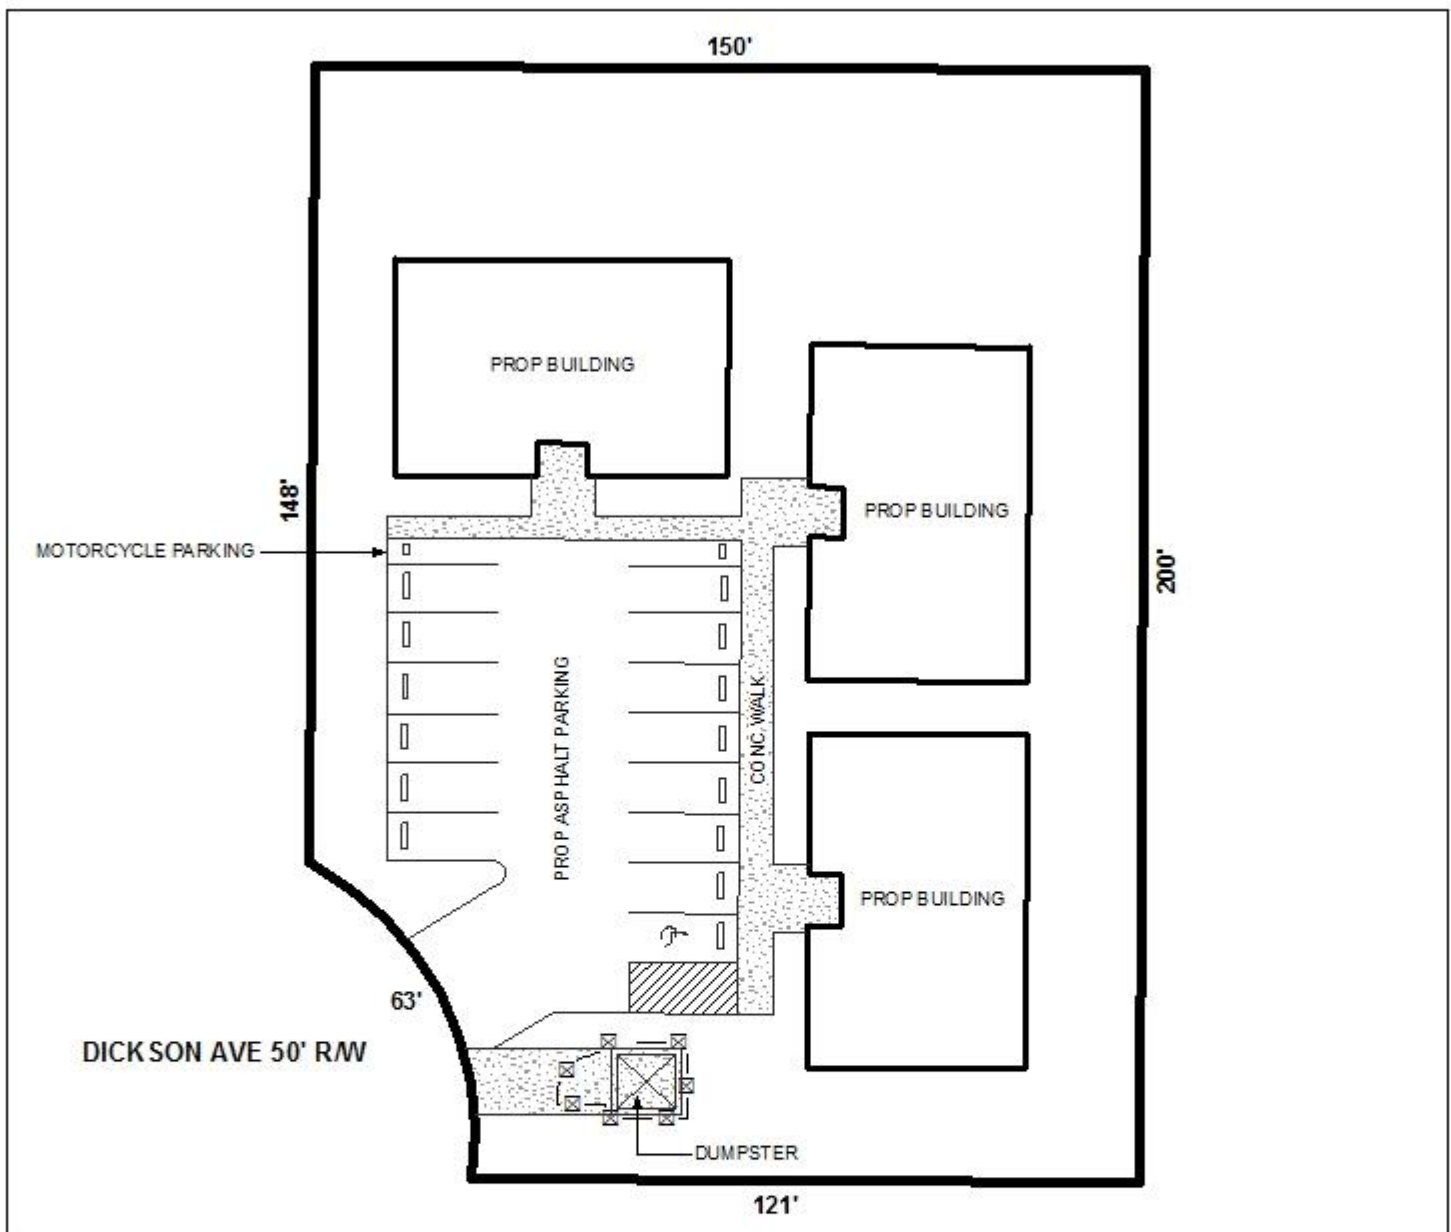 150'
PROP BUILDING
148'
PROP BUILDING
MOTORCYCLE PARKING
200'
PROP ASPHALT PARKING
CONC. WALK
PROP BUILDING
63'
DICKSON AVE 50' R/W
DUMPSTER
121'